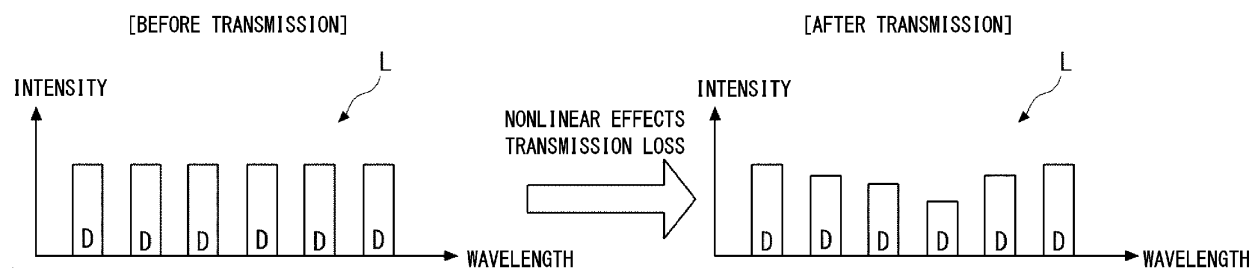 [BEFORE TRANSMISSION]
L
INTENSITY
D D D D D D
WAVELENGTH
NONLINEAR EFFECTS
TRANSMISSION LOSS
[AFTER TRANSMISSION]
L
INTENSITY
D D D D D D
WAVELENGTH